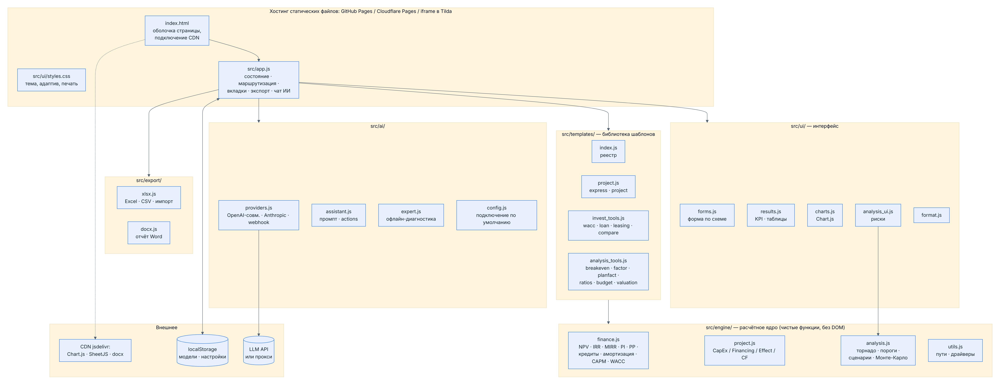 Хостинг статических файлов: GitHub Pages / Cloudflare Pages / iframe в Tilda
index.html
оболочка страницы,
подключение CDN
src/ui/styles.css
тема, адаптив, печать
src/app.js
состояние ·
маршрутизация ·
вкладки · экспорт · чат ИИ
src/export/
xlsx.js
Excel · CSV · импорт
docx.js
отчёт Word
src/ai/
providers.js
OpenAI-совм. · Anthropic ·
webhook
assistant.js
промпт · actions
expert.js
офлайн-диагностика
config.js
подключение по
умолчанию
src/templates/ — библиотека шаблонов
index.js
реестр
project.js
express · project
invest_tools.js
wacc · loan · leasing ·
compare
analysis_tools.js
breakeven · factor ·
planfact ·
ratios · budget · valuation
src/ui/ — интерфейс
forms.js
форма по схеме
results.js
KPI · таблицы
charts.js
Chart.js
analysis_ui.js
риски
format.js
Внешнее
CDN jsdelivr:
Chart.js · SheetJS · docx
localStorage
модели · настройки
LLM API
или прокси
src/engine/ — расчётное ядро (чистые функции, без DOM)
finance.js
NPV · IRR · MIRR · PI · PP ·
кредиты · амортизация ·
CAPM · WACC
project.js
CapEx / Financing / Effect /
CF
analysis.js
торнадо · пороги ·
сценарии · Монте-Карло
utils.js
пути · драйверы